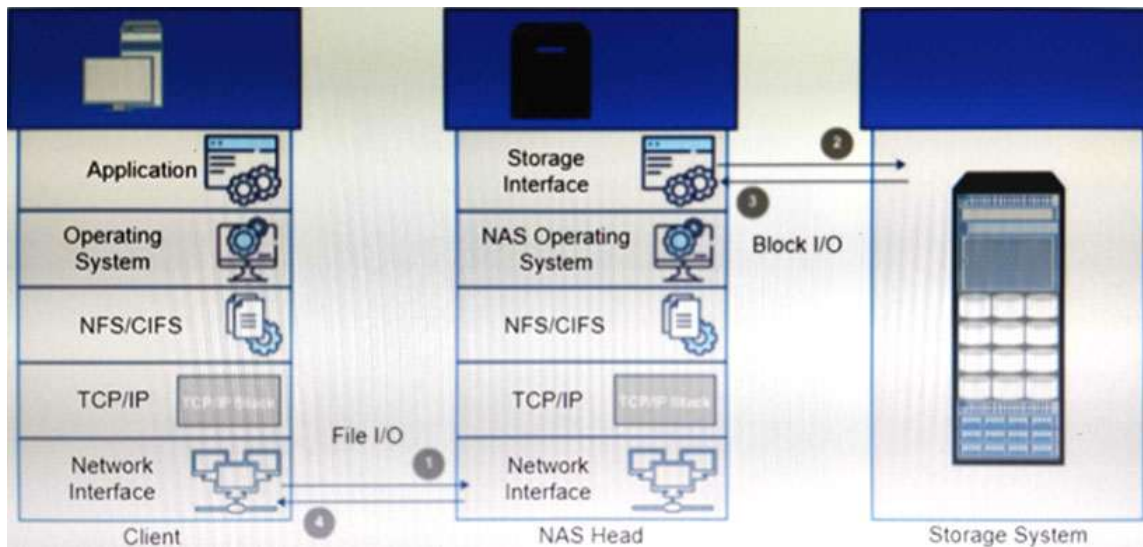 Application
Operating
System
NFS/CIFS
TCP/IP
TCP/IP Stack
Network
Interface
Client
File I/O
1
4
Storage
Interface
NAS Operating
System
NFS/CIFS
TCP/IP
TCP/IP Stack
Network
Interface
NAS Head
2
3
Block I/O
Storage System